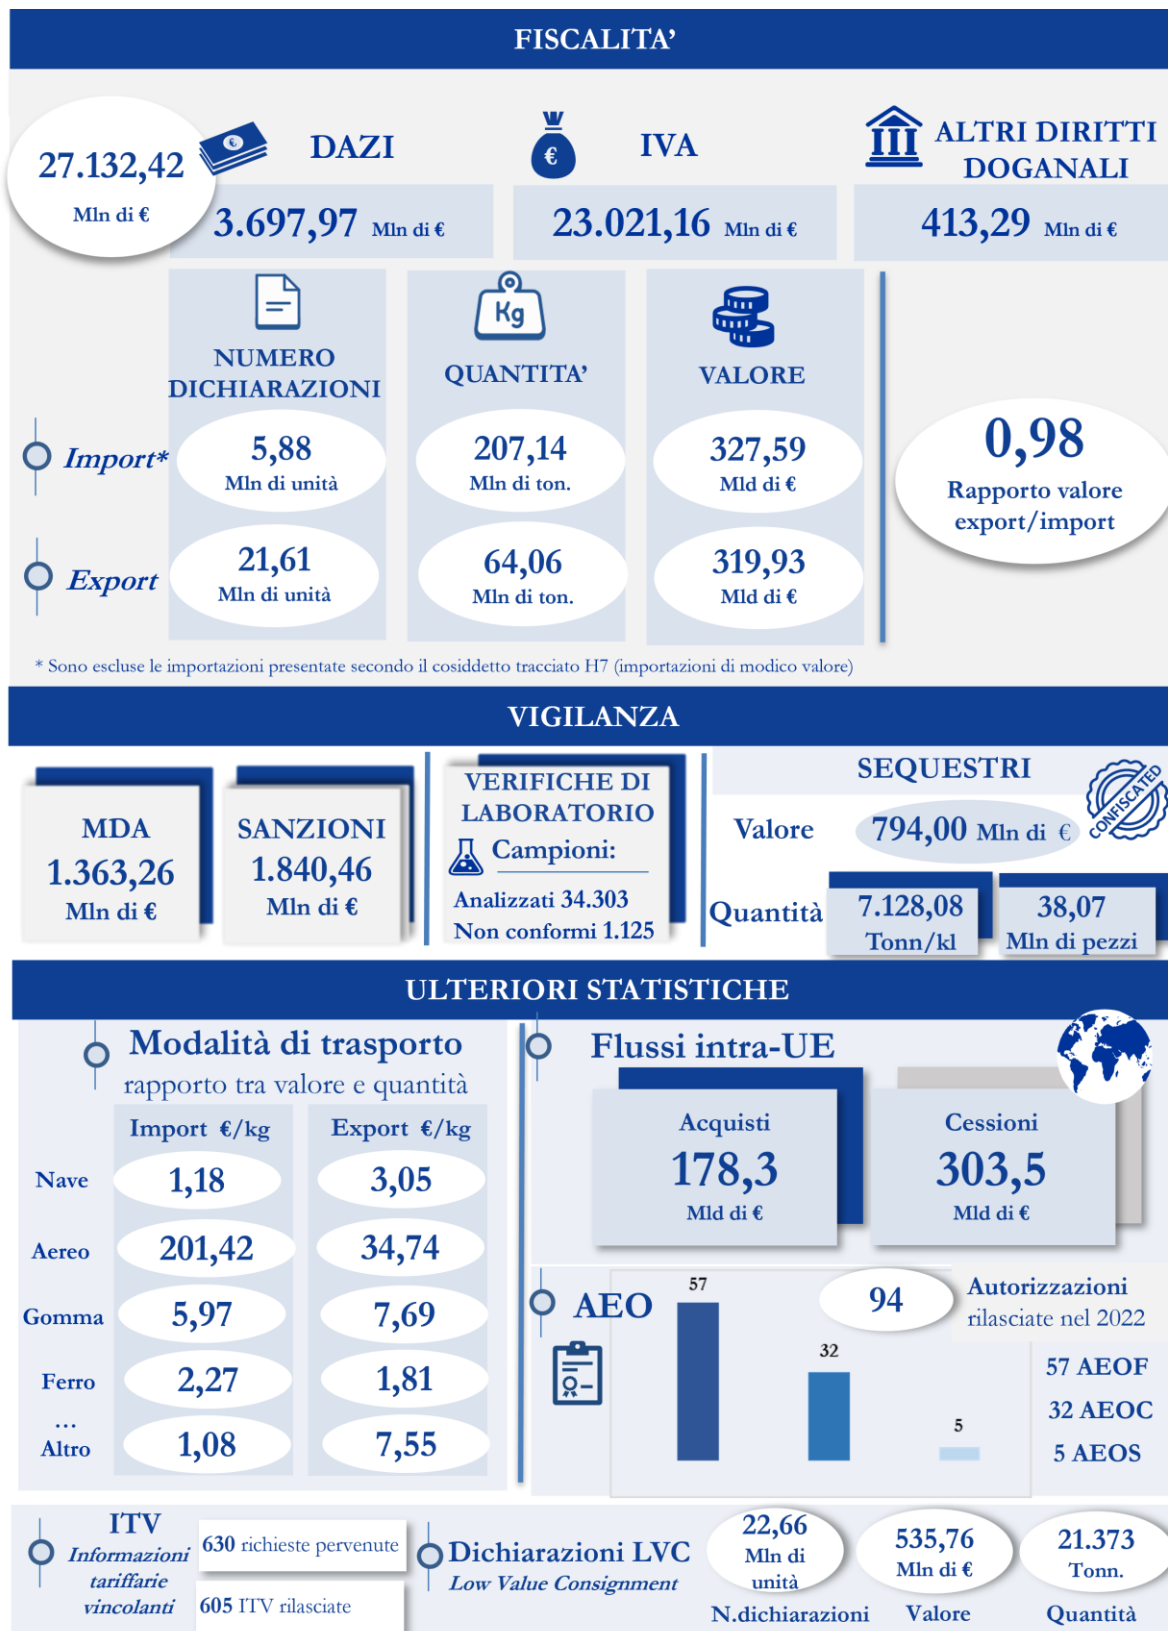 FISCALITA’
27.132,42
Mln di €
€
DAZI
3.697,97 Mln di €
€
IVA
23.021,16 Mln di €
ALTRI DIRITTI
DOGANALI
413,29 Mln di €
NUMERO
DICHIARAZIONI
Kg
QUANTITA’
VALORE
Import*
5,88
Mln di unità
207,14
Mln di ton.
327,59
Mld di €
Export
21,61
Mln di unità
64,06
Mln di ton.
319,93
Mld di €
0,98
Rapporto valore
export/import
* Sono escluse le importazioni presentate secondo il cosiddetto tracciato H7 (importazioni di modico valore)
VIGILANZA
MDA
1.363,26
Mln di €
SANZIONI
1.840,46
Mln di €
VERIFICHE DI
LABORATORIO
Campioni:
Analizzati 34.303
Non conformi 1.125
SEQUESTRI
CONFISCATED
Valore
794,00 Mln di €
Quantità
7.128,08
Tonn/kl
38,07
Mln di pezzi
ULTERIORI STATISTICHE
Modalità di trasporto
rapporto tra valore e quantità
Import €/kg
Export €/kg
Nave
1,18
3,05
Aereo
201,42
34,74
Gomma
5,97
7,69
Ferro
2,27
1,81
...
Altro
1,08
7,55
Flussi intra-UE
Acquisti
178,3
Mld di €
Cessioni
303,5
Mld di €
AEO
57
32
5
94
Autorizzazioni
rilasciate nel 2022
57 AEOF
32 AEOC
5 AEOS
ITV
Informazioni
tariffarie
vincolanti
630 richieste pervenute
605 ITV rilasciate
Dichiarazioni LVC
Low Value Consignment
22,66
Mln di
unità
N.dichiarazioni
535,76
Mln di €
Valore
21.373
Tonn.
Quantità